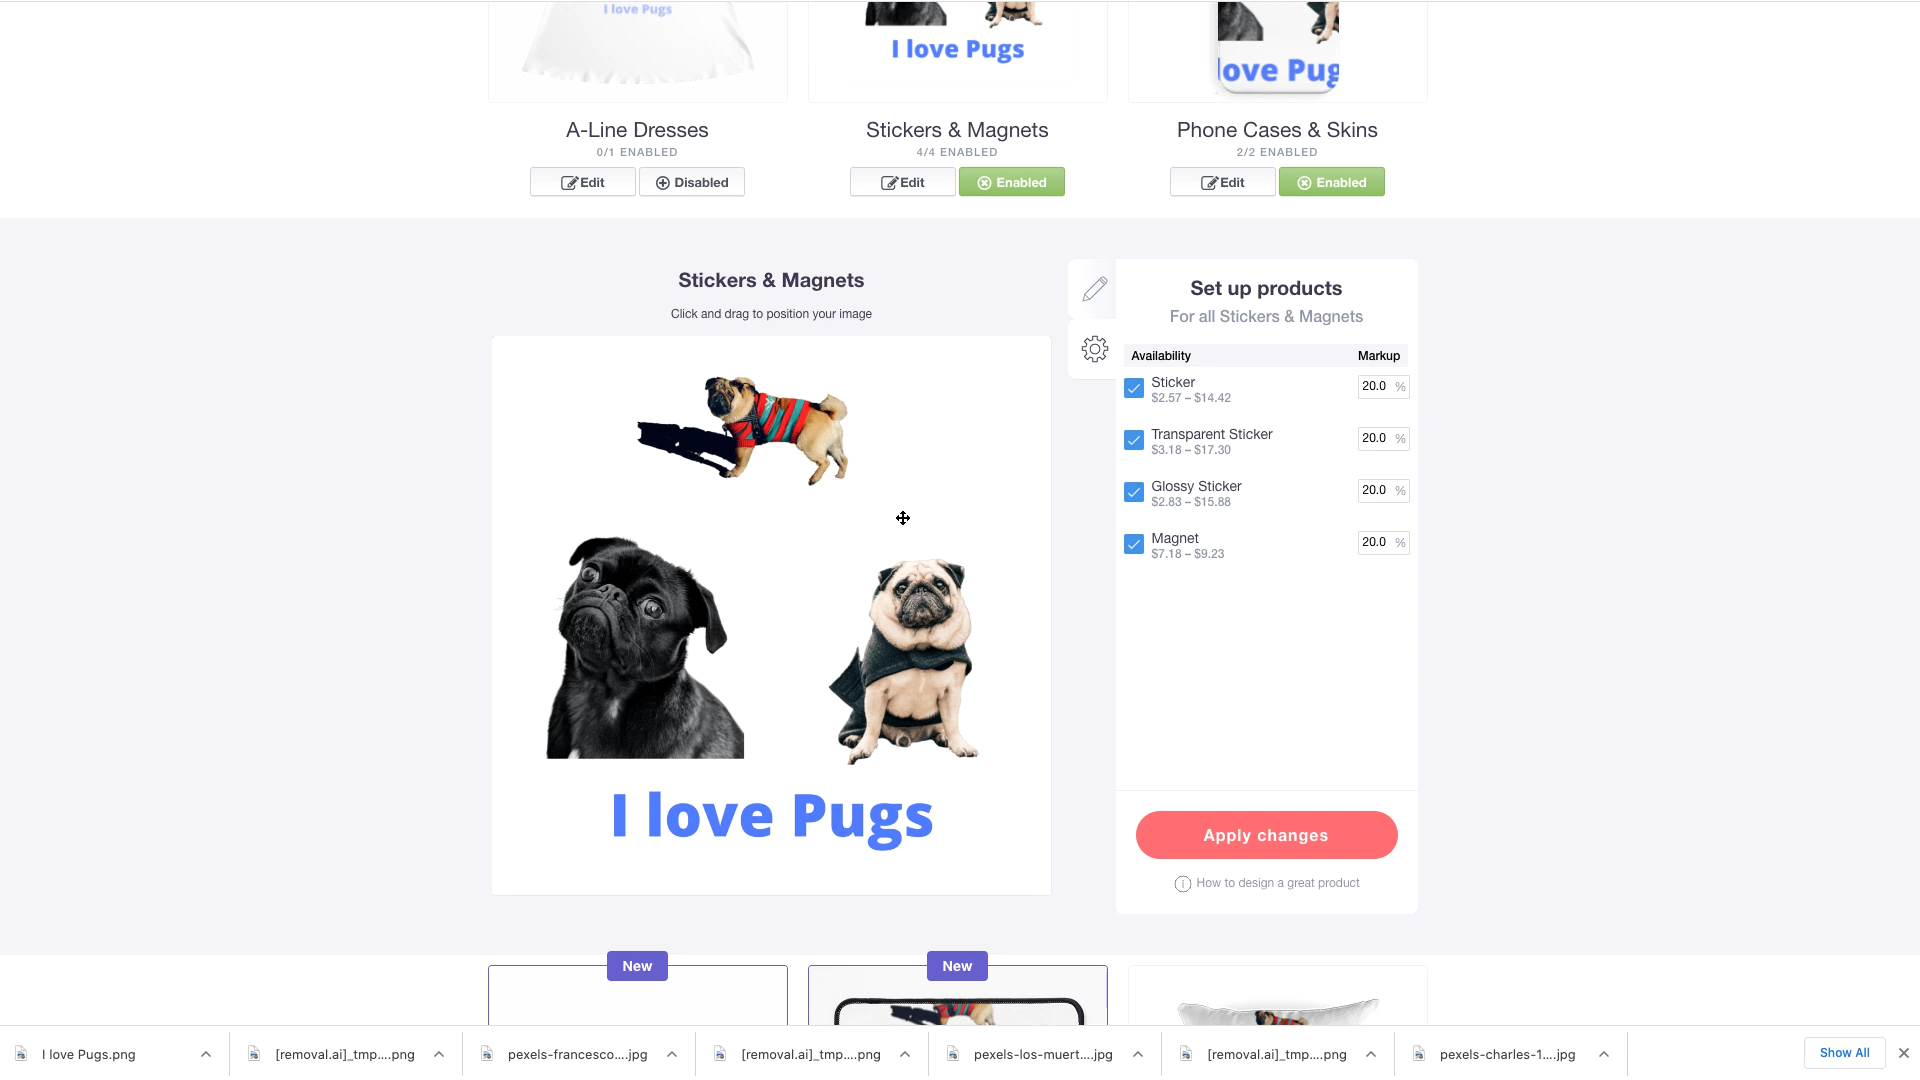 I love Pugs
I love Pugs
love Pug
A-Line Dresses
Stickers & Magnets
Phone Cases & Skins
0/1 ENABLED
4/4 ENABLED
2/2 ENABLED
Edit
Disabled
Edit
Enabled
Edit
Enabled
Stickers & Magnets
Click and drag to position your image
Set up products
For all Stickers & Magnets
Availability
Markup
Sticker
$2.57 – $14.42
20.0 %
Transparent Sticker
$3.18 – $17.30
20.0 %
Glossy Sticker
$2.83 – $15.88
20.0 %
Magnet
$7.18 – $9.23
20.0 %
I love Pugs
Apply changes
How to design a great product
New
New
I love Pugs.png
[removal.ai]_tmp....png
pexels-francesco....jpg
[removal.ai]_tmp....png
pexels-los-muert....jpg
[removal.ai]_tmp....png
pexels-charles-1....jpg
Show All